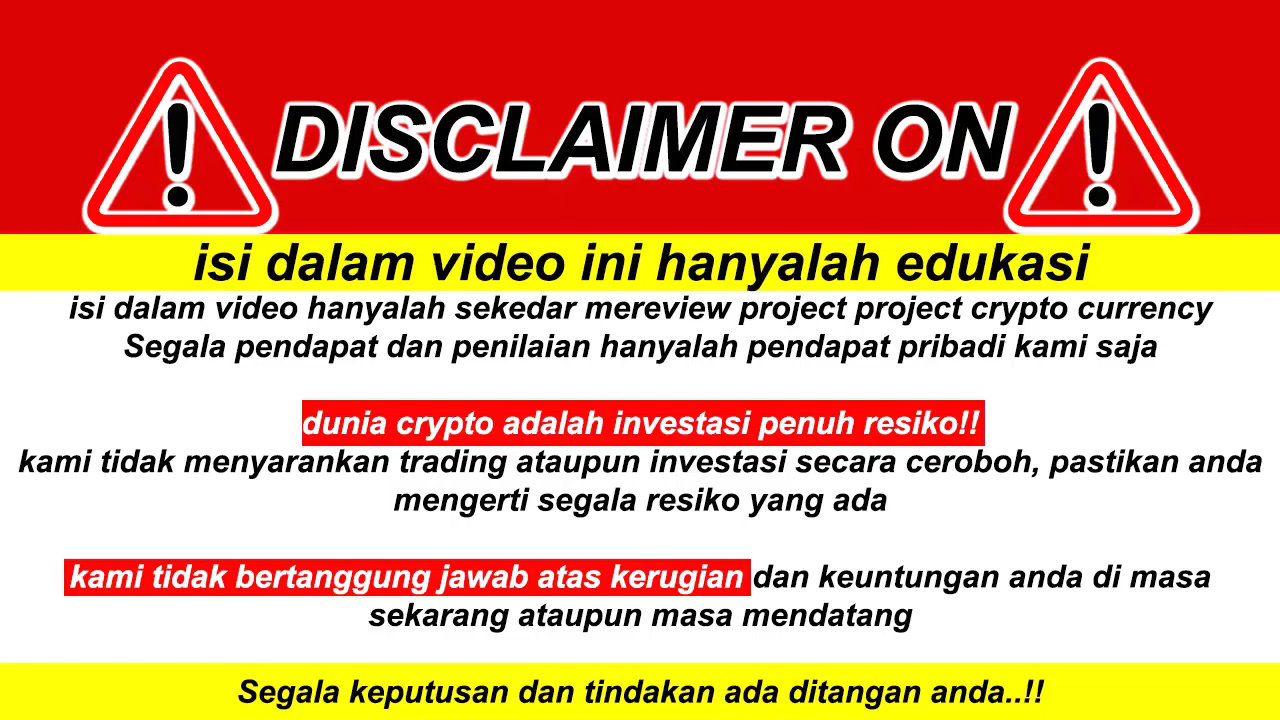 DISCLAIMER ON
isi dalam video ini hanyalah edukasi
isi dalam video hanyalah sekedar mereview project project crypto currency
Segala pendapat dan penilaian hanyalah pendapat pribadi kami saja
dunia crypto adalah investasi penuh resiko!!
kami tidak menyarankan trading ataupun investasi secara ceroboh, pastikan anda
mengerti segala resiko yang ada
kami tidak bertanggung jawab atas kerugian dan keuntungan anda di masa
sekarang ataupun masa mendatang
Segala keputusan dan tindakan ada ditangan anda..!!